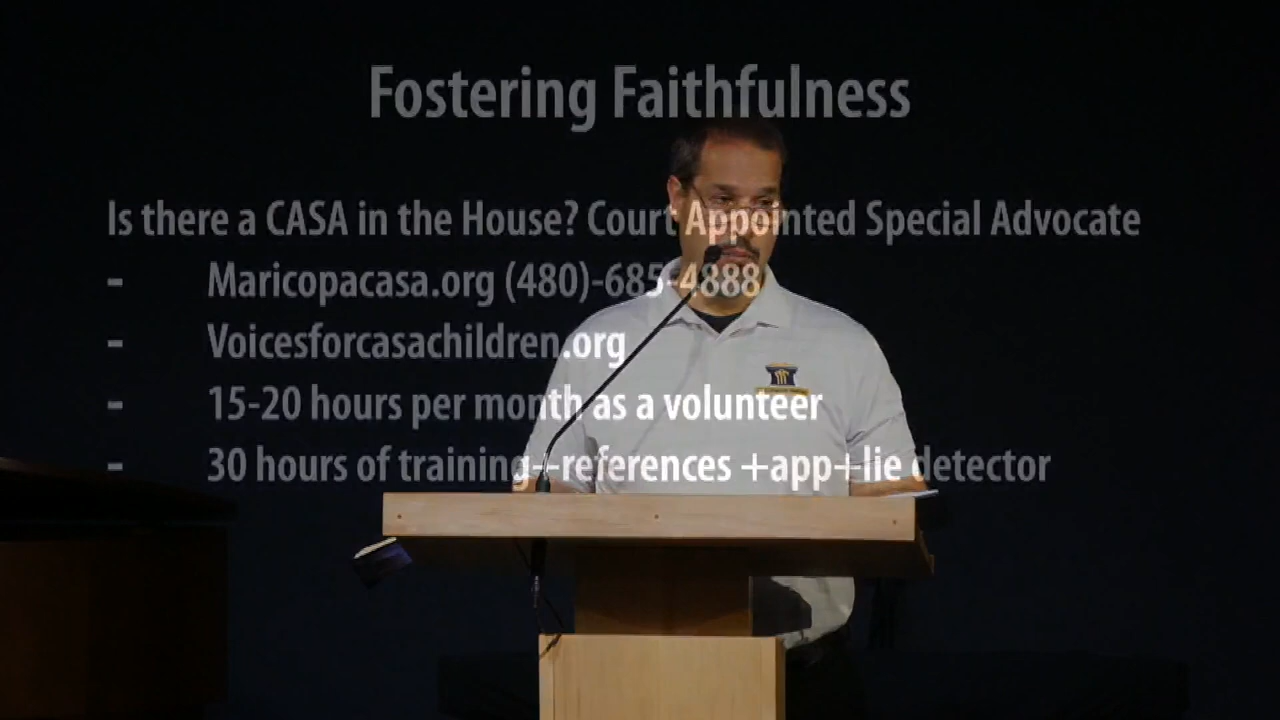 Fostering Faithfulness
Is there a CASA in the House? Court Appointed Special Advocate
- Maricopacasa.org (480)-685-4888
- Voicesforcasachildren.org
- 15-20 hours per month as a volunteer
- 30 hours of training--references +app+lie detector